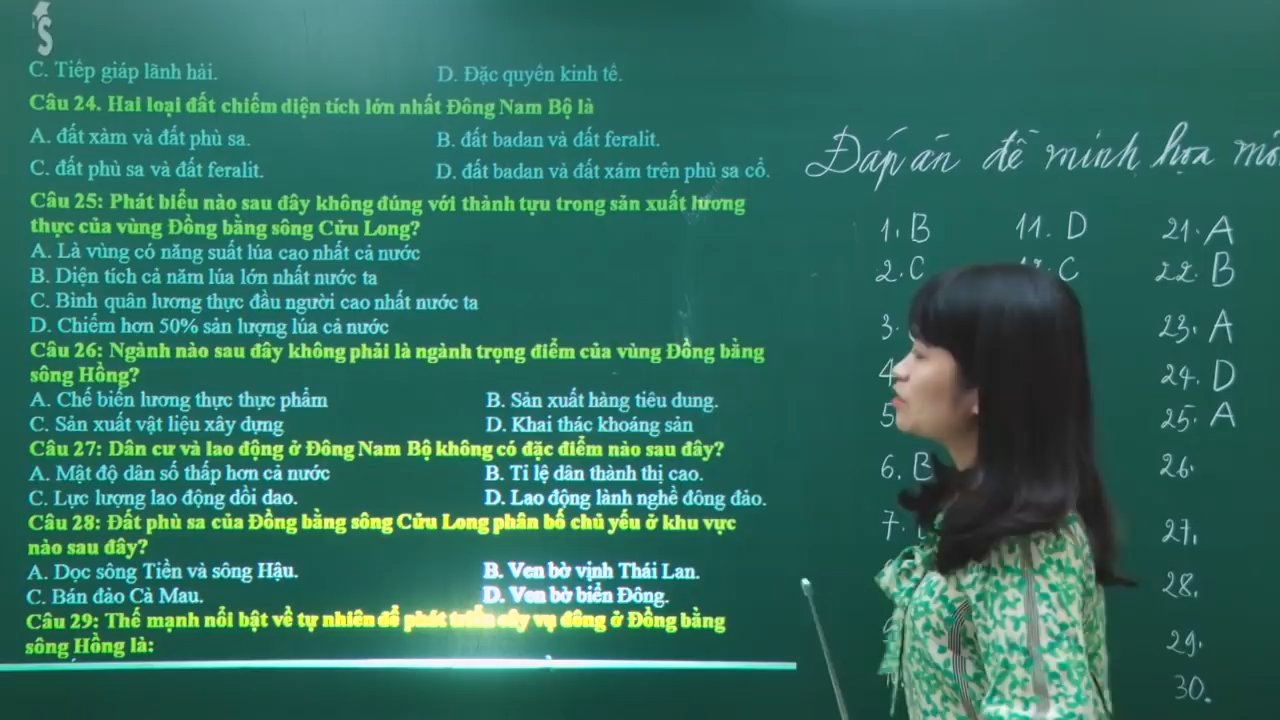 C. Tiếp giáp lãnh hải.
D. Đặc quyền kinh tế.
Câu 24. Hai loại đất chiếm diện tích lớn nhất Đông Nam Bộ là
A. đất xàm và đất phù sa.
B. đất badan và đất feralit.
C. đất phù sa và đất feralit.
D. đất badan và đất xám trên phù sa cổ.
Câu 25: Phát biểu nào sau đây không đúng với thành tựu trong sản xuất lương
thực của vùng Đồng bằng sông Cửu Long?
A. Là vùng có năng suất lúa cao nhất cả nước
B. Diện tích cả năm lúa lớn nhất nước ta
C. Bình quân lương thực đầu người cao nhất nước ta
D. Chiếm hơn 50% sản lượng lúa cả nước
Câu 26: Ngành nào sau đây không phải là ngành trọng điểm của vùng Đồng bằng
sông Hồng?
A. Chế biến lương thực thực phẩm
B. Sản xuất hàng tiêu dung.
C. Sản xuất vật liệu xây dựng
D. Khai thác khoáng sản
Câu 27: Dân cư và lao động ở Đông Nam Bộ không có đặc điểm nào sau đây?
A. Mật độ dân số thấp hơn cả nước
B. Tỉ lệ dân thành thị cao.
C. Lực lượng lao động dồi dao.
D. Lao động lành nghề đông đảo.
Câu 28: Đất phù sa của Đồng bằng sông Cửu Long phân bố chủ yếu ở khu vực
nào sau đây?
A. Dọc sông Tiền và sông Hậu.
B. Ven bờ vịnh Thái Lan.
C. Bán đảo Cà Mau.
D. Ven bờ biển Đông.
Câu 29: Thế mạnh nổi bật về tự nhiên để phát triển cây vụ đông ở Đồng bằng
sông Hồng là:
Đáp án đề minh họa
1. B
2. C
3.
4
5
6. B
7.
11. D
C
21. A
22. B
23. A
24. D
25. A
26.
27.
28.
29.
30.